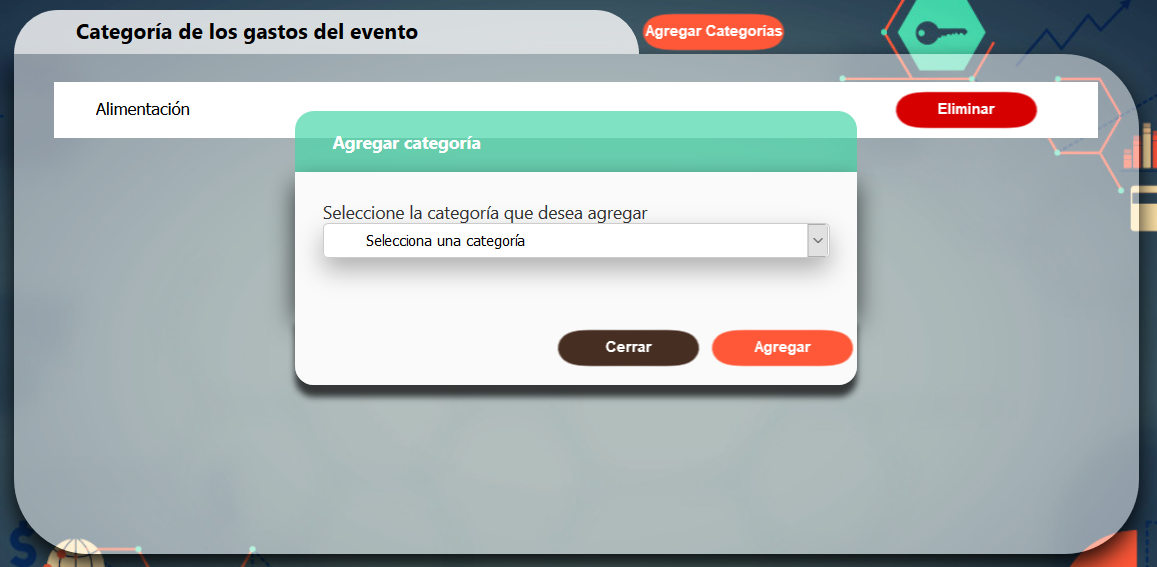 Categoría de los gastos del evento
Agregar Categorías
Alimentación
Eliminar
Agregar categoría
Seleccione la categoría que desea agregar
Selecciona una categoría
Cerrar
Agregar
$